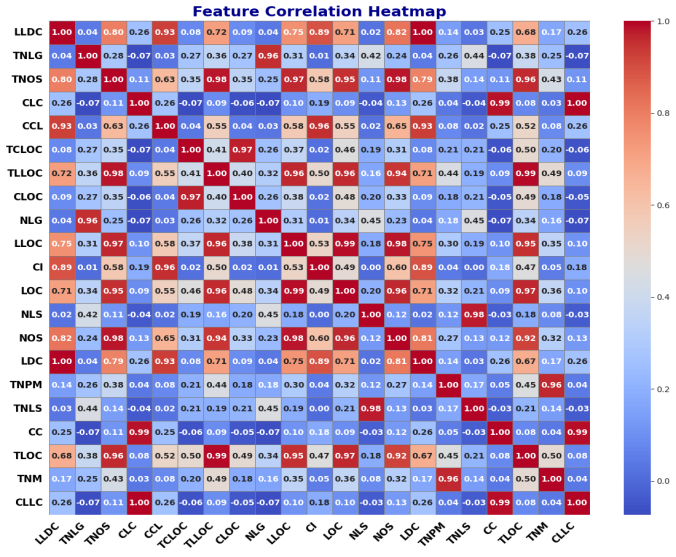 Feature Correlation Heatmap
LLDC 1.00 0.04 0.80 0.26 0.93 0.08 0.72 0.09 0.04 0.75 0.89 0.71 0.02 0.82 1.00 0.14 0.03 0.26 0.68 0.17 0.26
TNLG 0.04 1.00 0.28 -0.07 0.03 0.27 0.36 0.27 0.96 0.31 0.01 0.34 0.42 0.24 0.04 0.26 0.44 -0.07 0.38 0.25 -0.07
TNOS 0.80 0.28 1.00 0.11 0.63 0.35 0.98 0.35 0.25 0.97 0.58 0.95 0.11 0.98 0.79 0.38 0.14 0.11 0.96 0.43 0.11
CLC 0.26 -0.07 0.11 1.00 0.26 -0.07 0.09 -0.06 -0.07 0.10 0.19 0.09 -0.04 0.13 0.26 0.04 -0.04 0.99 0.08 0.03 1.00
CCL 0.93 0.03 0.63 0.26 1.00 0.04 0.55 0.04 0.03 0.58 0.96 0.55 0.02 0.65 0.93 0.08 0.02 0.25 0.52 0.08 0.26
TCLOC 0.08 0.27 0.35 -0.07 0.04 1.00 0.41 0.97 0.26 0.37 0.02 0.46 0.19 0.31 0.08 0.21 0.21 -0.06 0.50 0.20 -0.06
TLLOC 0.72 0.36 0.98 0.09 0.55 0.41 1.00 0.40 0.32 0.96 0.50 0.96 0.16 0.94 0.71 0.44 0.19 0.09 0.99 0.49 0.09
CLOC 0.09 0.27 0.35 -0.06 0.04 0.97 0.40 1.00 0.26 0.38 0.02 0.48 0.20 0.33 0.09 0.18 0.21 -0.05 0.49 0.18 -0.05
NLG 0.04 0.96 0.25 -0.07 0.03 0.26 0.32 0.26 1.00 0.31 0.01 0.34 0.45 0.23 0.04 0.18 0.45 -0.07 0.34 0.16 -0.07
LLOC 0.75 0.31 0.97 0.10 0.58 0.37 0.96 0.38 0.31 1.00 0.53 0.99 0.18 0.98 0.75 0.30 0.19 0.10 0.95 0.35 0.10
CI 0.89 0.01 0.58 0.19 0.96 0.02 0.50 0.02 0.01 0.53 1.00 0.49 0.00 0.60 0.89 0.04 0.00 0.18 0.47 0.05 0.18
LOC 0.71 0.34 0.95 0.09 0.55 0.46 0.96 0.48 0.34 0.99 0.49 1.00 0.20 0.96 0.71 0.32 0.21 0.09 0.97 0.36 0.10
NLS 0.02 0.42 0.11 -0.04 0.02 0.19 0.16 0.20 0.45 0.18 0.00 0.20 1.00 0.12 0.02 0.12 0.98 -0.03 0.18 0.08 -0.03
NOS 0.82 0.24 0.98 0.13 0.65 0.31 0.94 0.33 0.23 0.98 0.60 0.96 0.12 1.00 0.81 0.27 0.13 0.12 0.92 0.32 0.13
LDC 1.00 0.04 0.79 0.26 0.93 0.08 0.71 0.09 0.04 0.75 0.89 0.71 0.02 0.81 1.00 0.14 0.03 0.26 0.67 0.17 0.26
TNPM 0.14 0.26 0.38 0.04 0.08 0.21 0.44 0.18 0.18 0.30 0.04 0.32 0.12 0.27 0.14 1.00 0.17 0.05 0.45 0.96 0.04
TNLS 0.03 0.44 0.14 -0.04 0.02 0.21 0.19 0.21 0.45 0.19 0.00 0.21 0.98 0.13 0.03 0.17 1.00 -0.03 0.21 0.14 -0.03
CC 0.25 -0.07 0.11 0.99 0.25 -0.06 0.09 -0.05 -0.07 0.10 0.18 0.09 -0.03 0.12 0.26 0.05 -0.03 1.00 0.08 0.04 0.99
TLOC 0.68 0.38 0.96 0.08 0.52 0.50 0.99 0.49 0.34 0.95 0.47 0.97 0.18 0.92 0.67 0.45 0.21 0.08 1.00 0.50 0.08
TNM 0.17 0.25 0.43 0.03 0.08 0.20 0.49 0.18 0.16 0.35 0.05 0.36 0.08 0.32 0.17 0.96 0.14 0.04 0.50 1.00 0.04
CLLC 0.26 -0.07 0.11 1.00 0.26 -0.06 0.09 -0.05 -0.07 0.10 0.18 0.10 -0.03 0.13 0.26 0.04 -0.03 0.99 0.08 0.04 1.00
LLDC TNLG TNOS CLC CCL TCLOC TLLOC CLOC NLG LLOC CI LOC NLS NOS LDC TNPM TNLS CC TLOC TNM CLLC
1.0
0.8
0.6
0.4
0.2
0.0